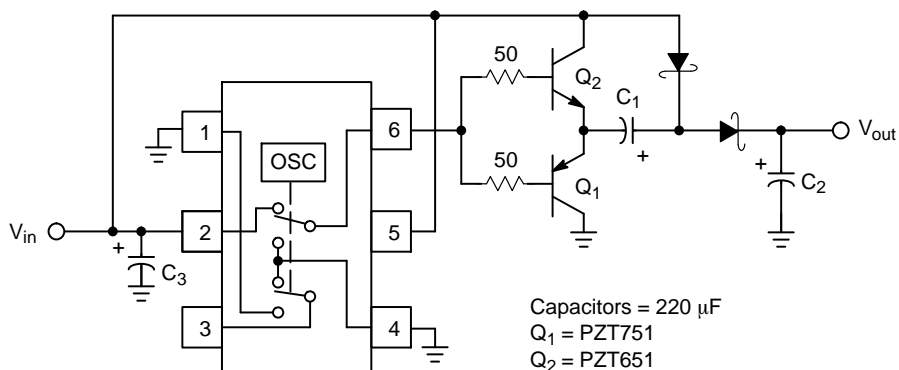 50
Q2
C1
1
6
OSC
Vout
+
50
+
C2
Q1
Vin
2
5
+
C3
3
4
Capacitors = 220 μF
Q1 = PZT751
Q2 = PZT651